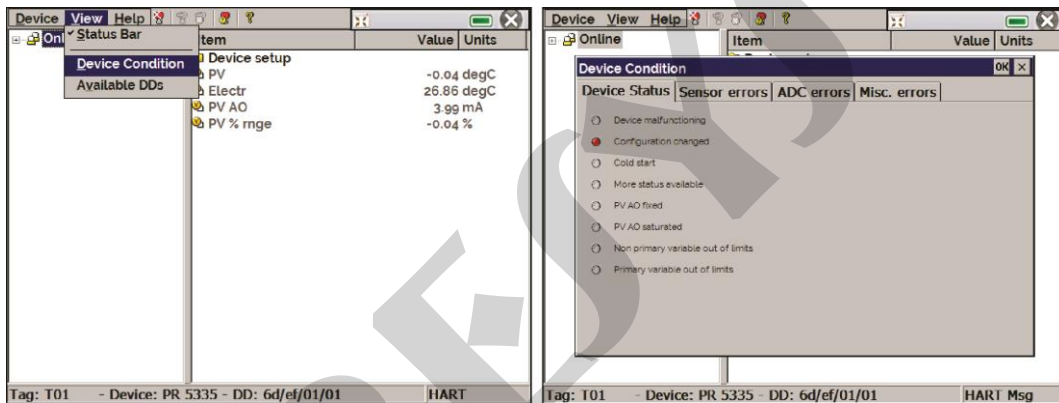 Device View Help
Status Bar
Device Condition
Available DDs
Onl
tem Value Units
Device setup
PV -0.04 degC
Electr 26.86 degC
PV AO 3.99 mA
PV % rnge -0.04 %
Tag: T01 - Device: PR 5335 - DD: 6d/ef/01/01 HART
Device View Help
Online
Item Value Units
Device Condition OK
Device Status Sensor errors ADC errors Misc. errors
Device malfunctioning
Configuration changed
Cold start
More status available
PV AO fixed
PV AO saturated
Non primary variable out of limits
Primary variable out of limits
Tag: T01 - Device: PR 5335 - DD: 6d/ef/01/01 HART Msg